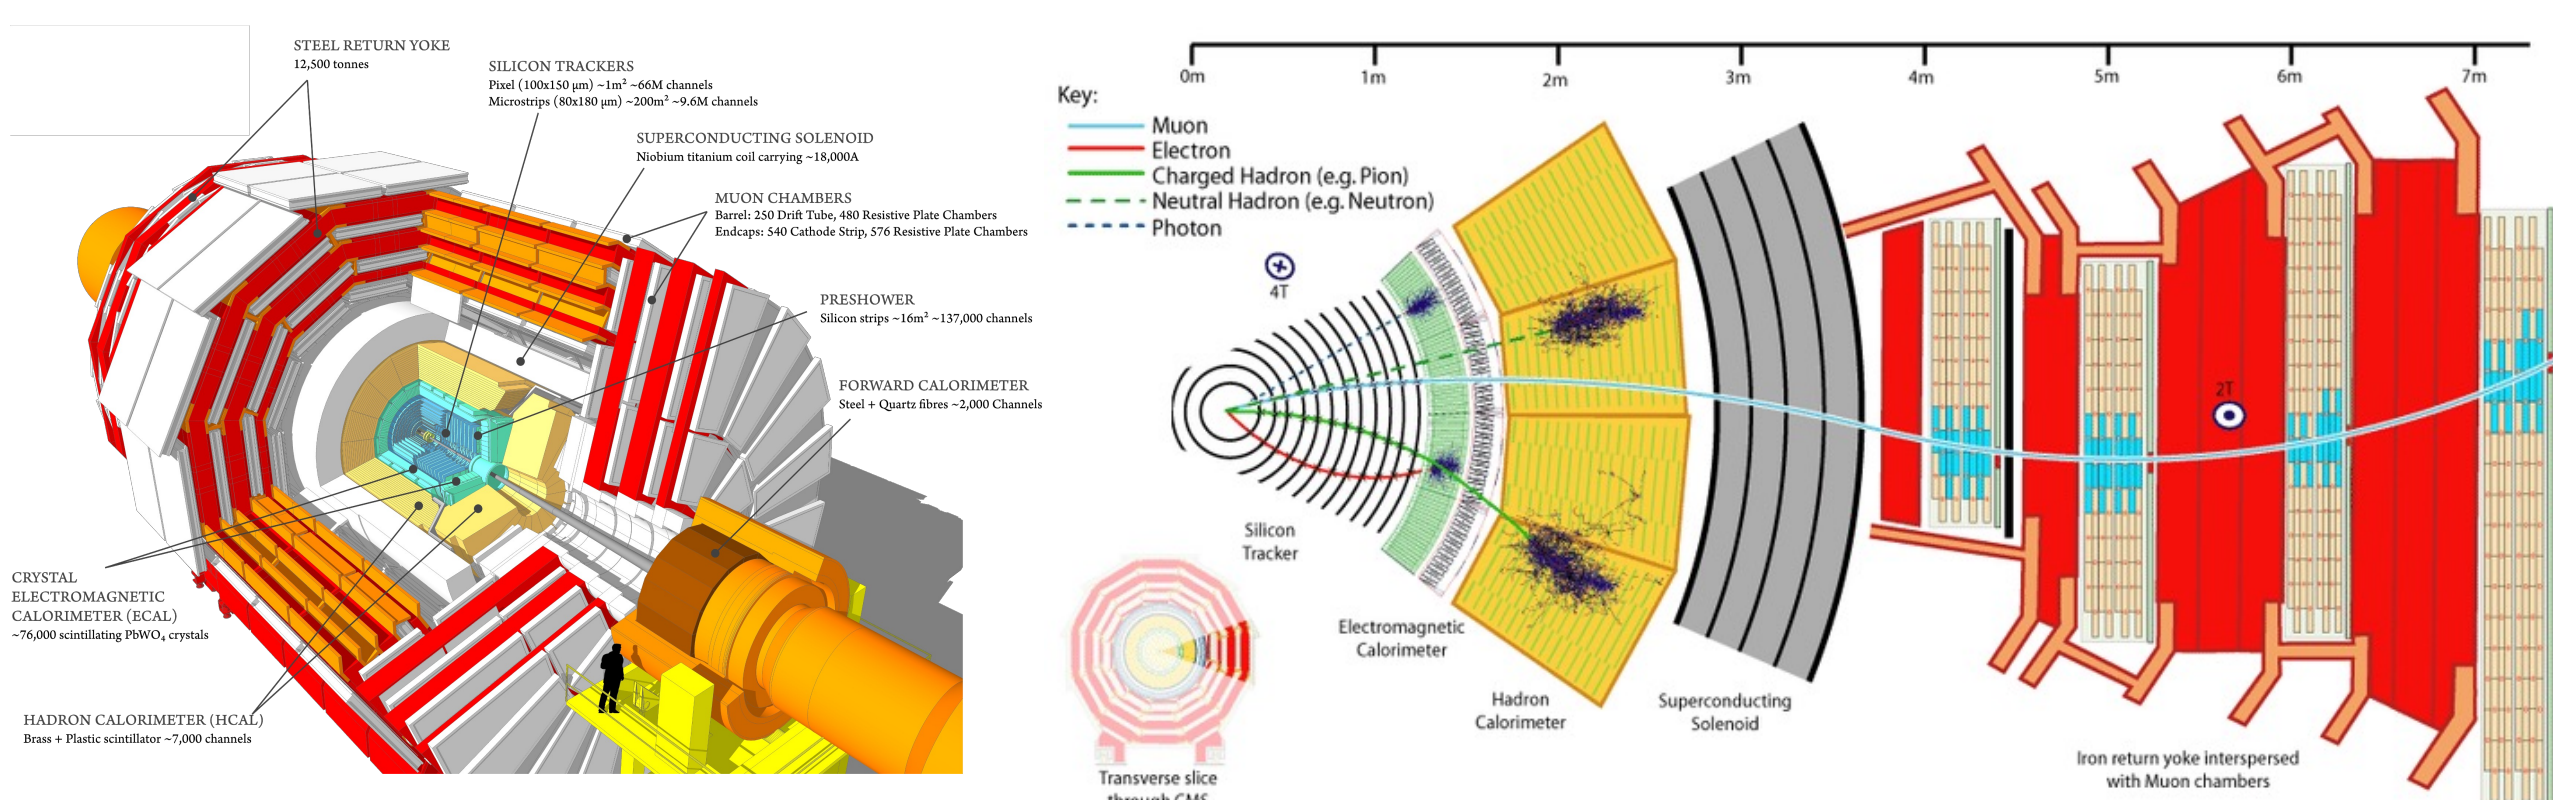 STEEL RETURN YOKE
12,500 tonnes
SILICON TRACKERS
Pixel (100x150 μm) ~1m² ~66M channels
Microstrips (80x180 μm) ~200m² ~9.6M channels
SUPERCONDUCTING SOLENOID
Niobium titanium coil carrying ~18,000A
MUON CHAMBERS
Barrel: 250 Drift Tube, 480 Resistive Plate Chambers
Endcaps: 540 Cathode Strip, 576 Resistive Plate Chambers
PRESHOWER
Silicon strips ~16m² ~137,000 channels
FORWARD CALORIMETER
Steel + Quartz fibres ~2,000 Channels
CRYSTAL
ELECTROMAGNETIC
CALORIMETER (ECAL)
~76,000 scintillating PbWO₄ crystals
HADRON CALORIMETER (HCAL)
Brass + Plastic scintillator ~7,000 channels
0m 1m 2m 3m 4m 5m 6m 7m
Key:
Muon
Electron
Charged Hadron (e.g. Pion)
Neutral Hadron (e.g. Neutron)
Photon
4T
2T
Silicon
Tracker
Electromagnetic
Calorimeter
Hadron
Calorimeter
Superconducting
Solenoid
Iron return yoke interspersed
with Muon chambers
Transverse slice
through CMS